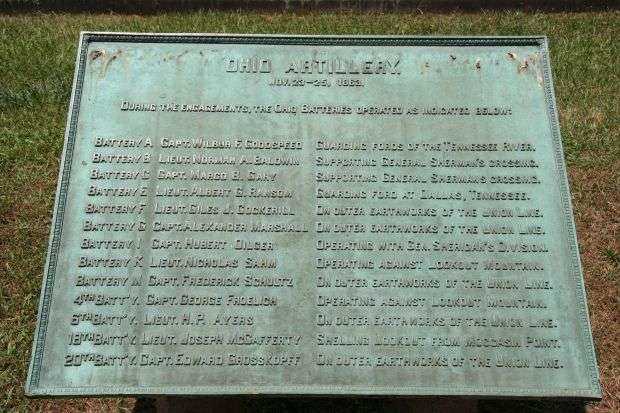 OHIO ARTILLERY
NOV. 23-25, 1863.
DURING THE ENGAGEMENTS, THE OHIO BATTERIES OPERATED AS INDICATED BELOW:
BATTERY A CAPT. WILBUR F. GOODSPEED GUARDING FORDS OF THE TENNESSEE RIVER.
BATTERY B LIEUT. NORMAN A. BALDWIN SUPPORTING GENERAL SHERMAN'S CROSSING.
BATTERY C CAPT. MARCO B. GARY SUPPORTING GENERAL SHERMAN'S CROSSING.
BATTERY E LIEUT. ALBERT G. RANSOM GUARDING FORD AT DALLAS, TENNESSEE.
BATTERY F LIEUT. GILES J. COCKERILL ON OUTER EARTHWORKS OF THE UNION LINE.
BATTERY G CAPT. ALEXANDER MARSHALL ON OUTER EARTHWORKS OF THE UNION LINE.
BATTERY I CAPT. HUBERT DILGER OPERATING WITH GEN. SHERIDAN'S DIVISION.
BATTERY K LIEUT. NICHOLAS SAHM OPERATING AGAINST LOOKOUT MOUNTAIN.
BATTERY M CAPT. FREDERICK SCHULTZ ON OUTER EARTHWORKS OF THE UNION LINE.
4TH BATT'Y. CAPT. GEORGE FROELICH OPERATING AGAINST LOOKOUT MOUNTAIN.
6TH BATT'Y. LIEUT. H. P. AYERS ON OUTER EARTHWORKS OF THE UNION LINE.
18TH BATT'Y. LIEUT. JOSEPH MCCAFFERTY SHELLING LOOKOUT FROM MOCCASIN POINT.
20TH BATT'Y. CAPT. EDWARD GROSSKOPFF ON OUTER EARTHWORKS OF THE UNION LINE.